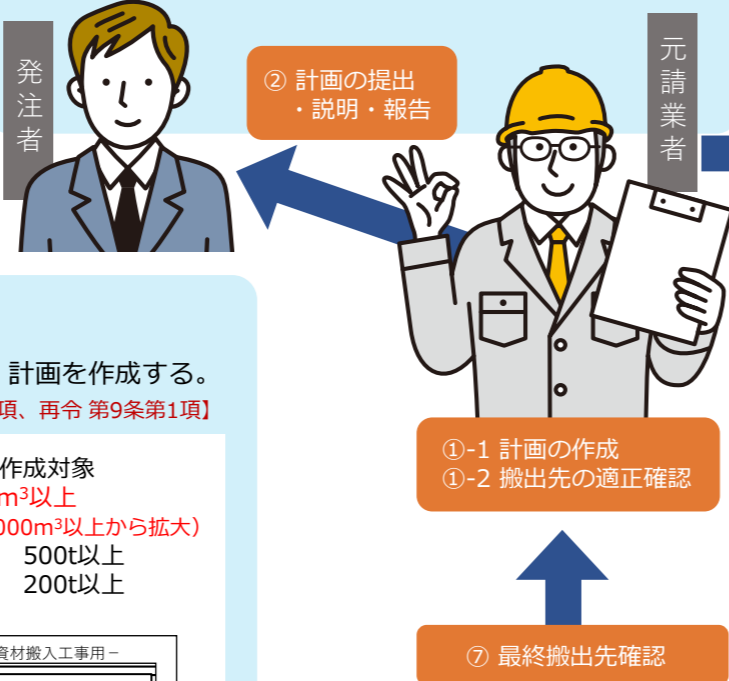 発注者
② 計画の提出
・説明・報告
元請業者
計画を作成する。
項、再令 第9条第1項】
作成対象
m³以上
000m³以上から拡大）
500t以上
200t以上
資材搬入工事用－
①-1 計画の作成
①-2 搬出先の適正確認
⑦ 最終搬出先確認